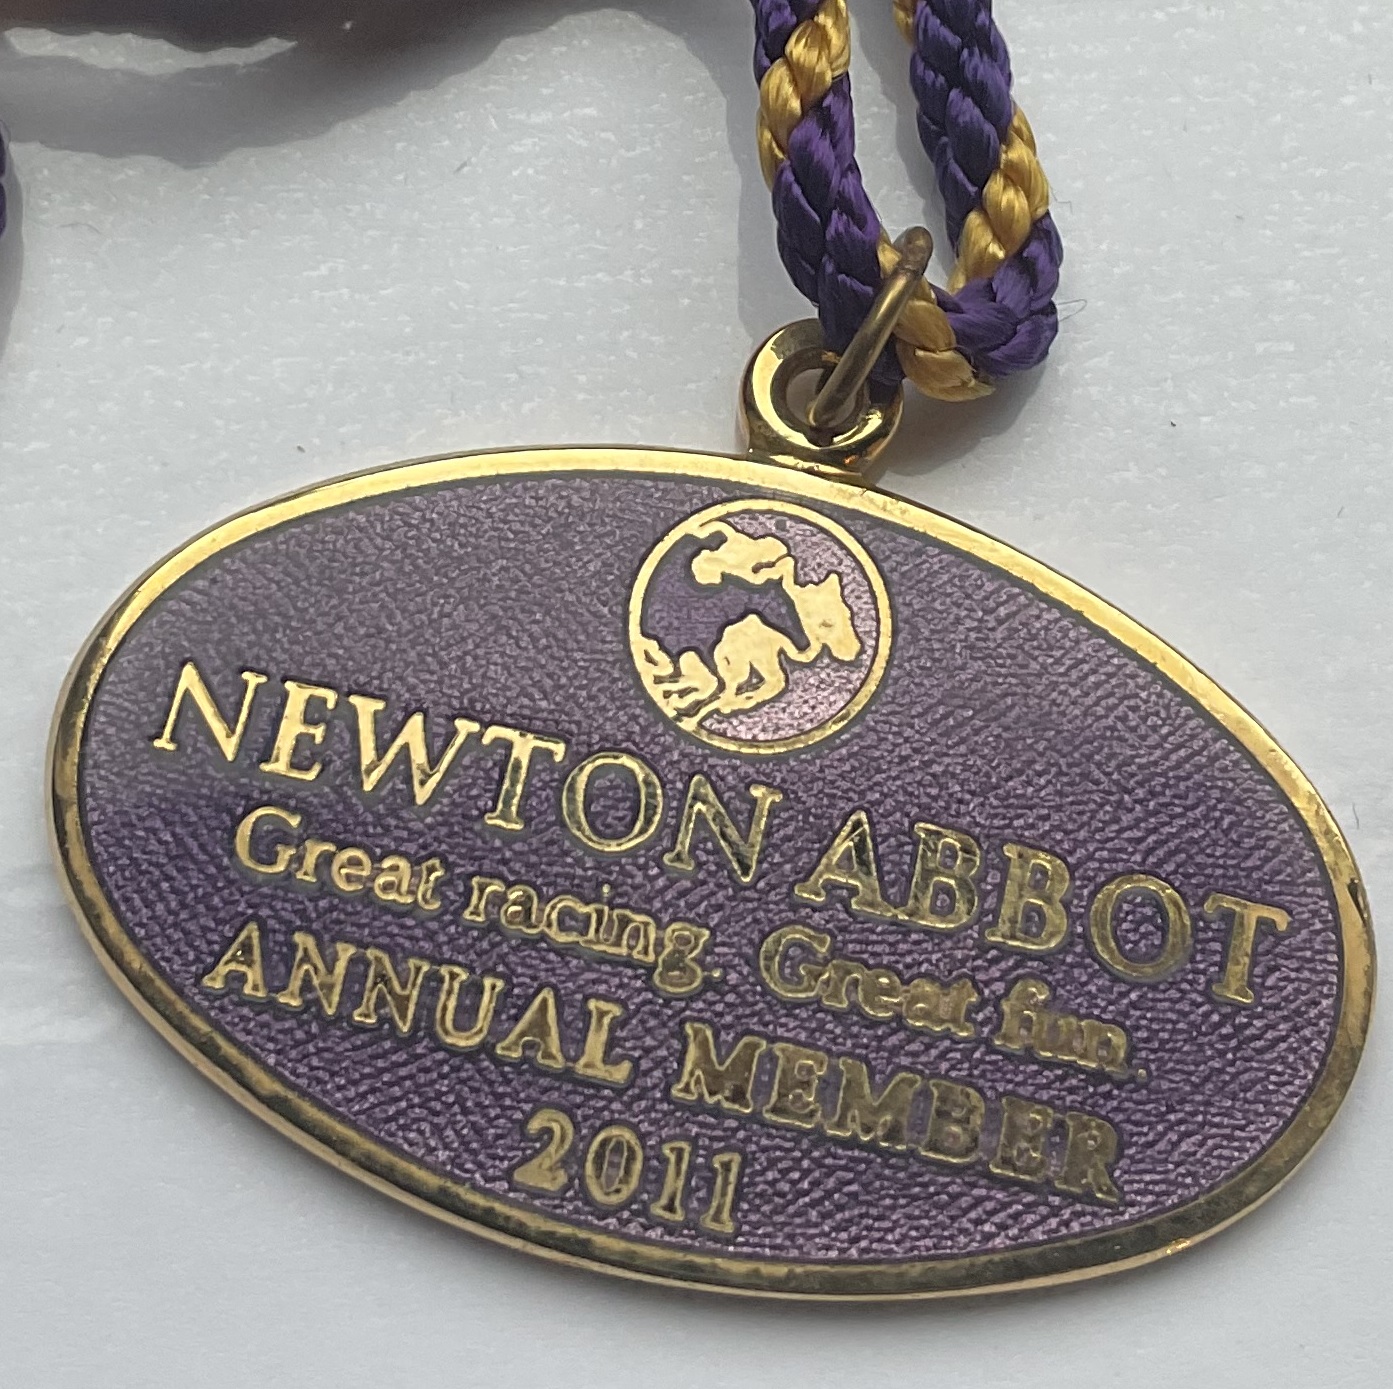 NEWTON ABBOT
Great racing. Great fun.
ANNUAL MEMBER
2011